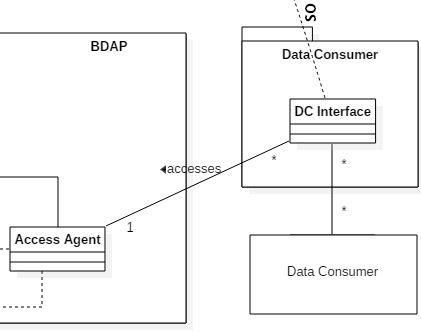 SO
BDAP
Data Consumer
DC Interface
*
*
◀accesses
*
1
Access Agent
Data Consumer